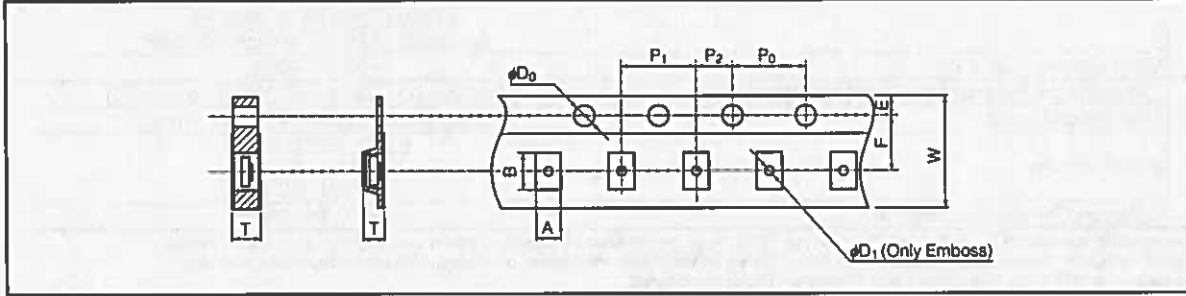 P₁
P₂
P₀
φD₀
E
F
W
B
T
T
A
φD₁ (Only Emboss)